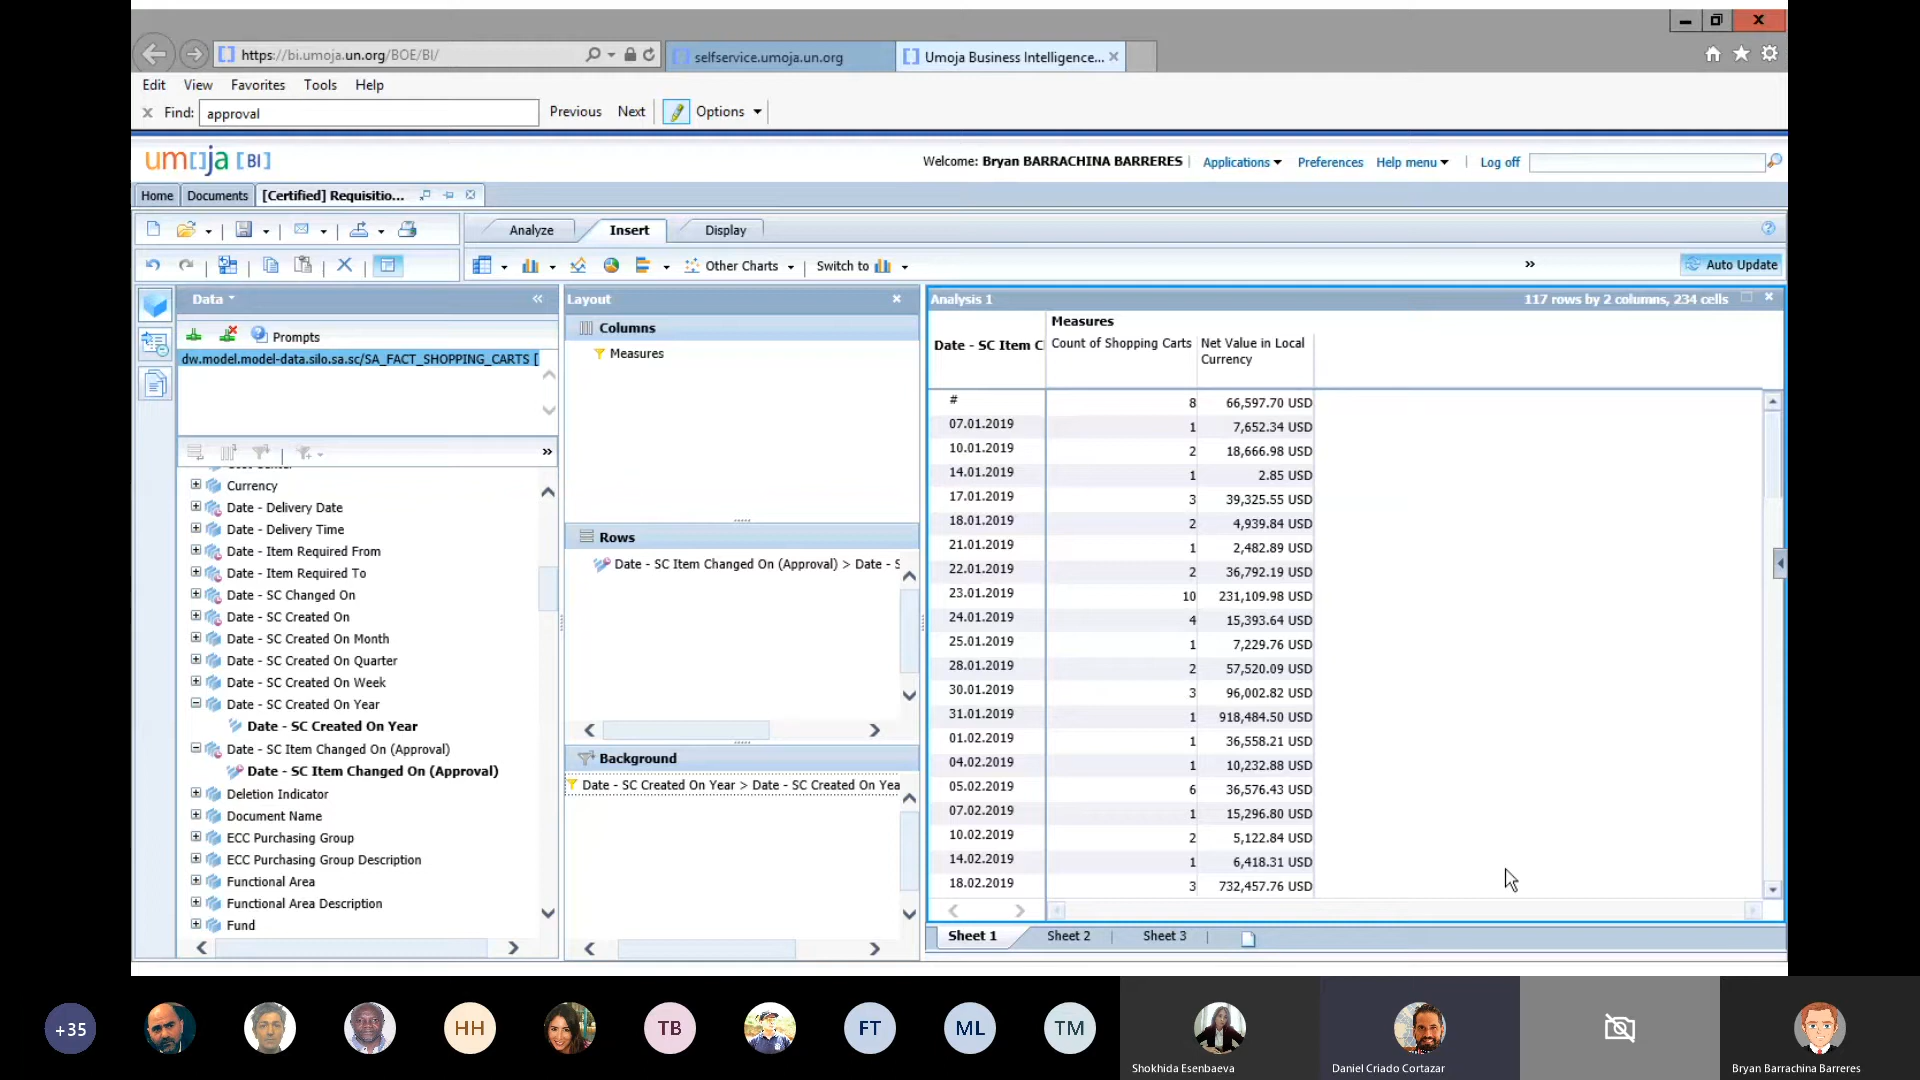 https://bi.umoja.un.org/BOE/BI/
selfservice.umoja.un.org
Umoja Business Intelligence...
Edit View Favorites Tools Help
Find: approval Previous Next Options
umoja [BI]
Welcome: Bryan BARRACHINA BARRERES Applications Preferences Help menu Log off
Home Documents [Certified] Requisitio...
Analyze Insert Display
Other Charts Switch to Auto Update
Data
Prompts
dw.model.model-data.silo.sa.sc/SA_FACT_SHOPPING_CARTS [
Currency
Date - Delivery Date
Date - Delivery Time
Date - Item Required From
Date - Item Required To
Date - SC Changed On
Date - SC Created On
Date - SC Created On Month
Date - SC Created On Quarter
Date - SC Created On Week
Date - SC Created On Year
Date - SC Created On Year
Date - SC Item Changed On (Approval)
Date - SC Item Changed On (Approval)
Deletion Indicator
Document Name
ECC Purchasing Group
ECC Purchasing Group Description
Functional Area
Functional Area Description
Fund
Layout
Columns
Measures
Rows
Date - SC Item Changed On (Approval) > Date - S
Background
Date - SC Created On Year > Date - SC Created On Yea
Analysis 1 117 rows by 2 columns, 234 cells
Measures
Date - SC Item C Count of Shopping Carts Net Value in Local
Currency
# 8 66,597.70 USD
07.01.2019 1 7,652.34 USD
10.01.2019 2 18,666.98 USD
14.01.2019 1 2.85 USD
17.01.2019 3 39,325.55 USD
18.01.2019 2 4,939.84 USD
21.01.2019 1 2,482.89 USD
22.01.2019 2 36,792.19 USD
23.01.2019 10 231,109.98 USD
24.01.2019 4 15,393.64 USD
25.01.2019 1 7,229.76 USD
28.01.2019 2 57,520.09 USD
30.01.2019 3 96,002.82 USD
31.01.2019 1 918,484.50 USD
01.02.2019 1 36,558.21 USD
04.02.2019 1 10,232.88 USD
05.02.2019 6 36,576.43 USD
07.02.2019 1 15,296.80 USD
10.02.2019 2 5,122.84 USD
14.02.2019 1 6,418.31 USD
18.02.2019 3 732,457.76 USD
Sheet 1 Sheet 2 Sheet 3
+35 HH TB FT ML TM
Shokhida Esenbaeva Daniel Criado Cortazar Bryan Barrachina Barreres